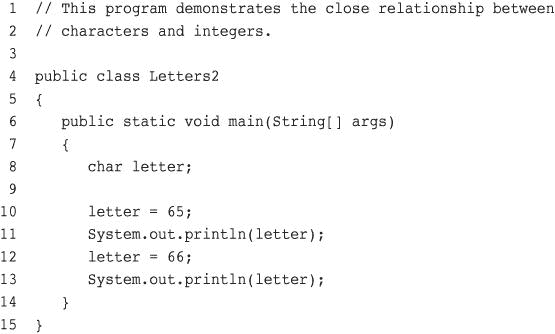 1 // This program demonstrates the close relationship between
2 // characters and integers.
3
4 public class Letters2
5 {
6    public static void main(String[] args)
7    {
8       char letter;
9
10       letter = 65;
11       System.out.println(letter);
12       letter = 66;
13       System.out.println(letter);
14    }
15 }